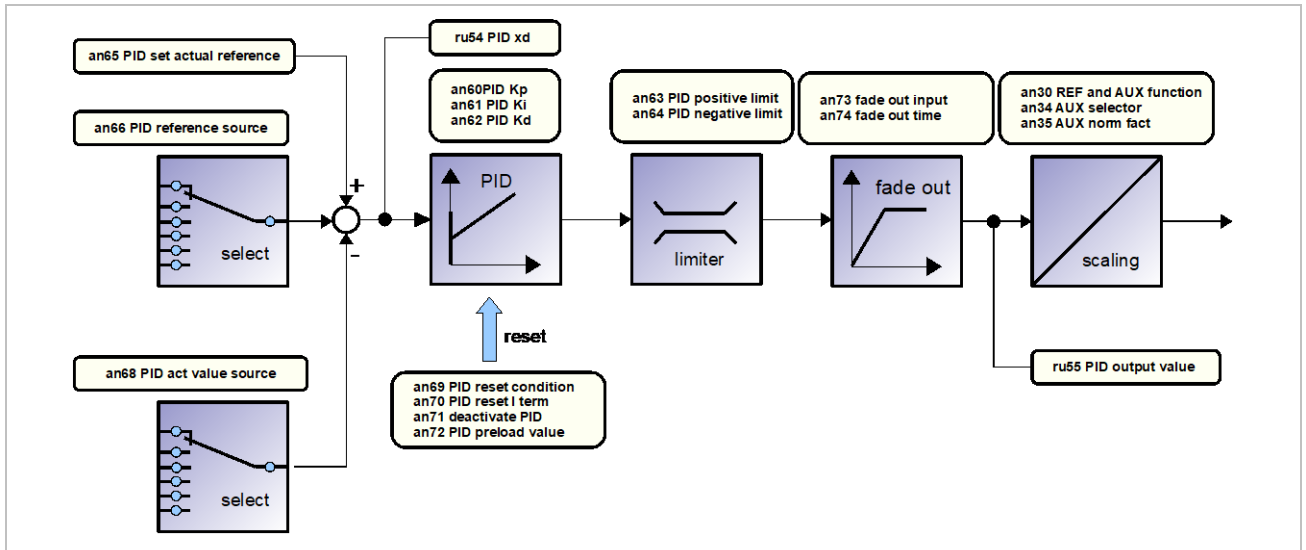 an65 PID set actual reference
ru54 PID xd
an66 PID reference source
an60PID Kp
an61 PID Ki
an62 PID Kd
an63 PID positive limit
an64 PID negative limit
an73 fade out input
an74 fade out time
an30 REF and AUX function
an34 AUX selector
an35 AUX norm fact
select
+
-
PID
limiter
fade out
scaling
reset
an68 PID act value source
an69 PID reset condition
an70 PID reset I term
an71 deactivate PID
an72 PID preload value
ru55 PID output value
select